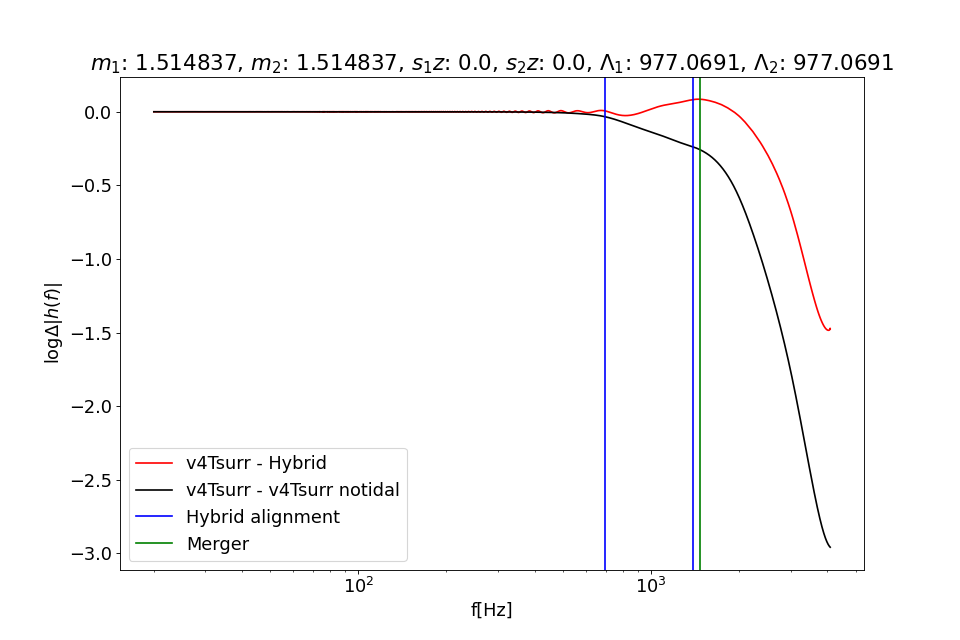 m₁: 1.514837, m₂: 1.514837, s₁z: 0.0, s₂z: 0.0, Λ₁: 977.0691, Λ₂: 977.0691
0.0
−0.5
−1.0
−1.5
−2.0
−2.5
−3.0
logΔ|h(f)|
v4Tsurr - Hybrid
v4Tsurr - v4Tsurr notidal
Hybrid alignment
Merger
10²
10³
f[Hz]